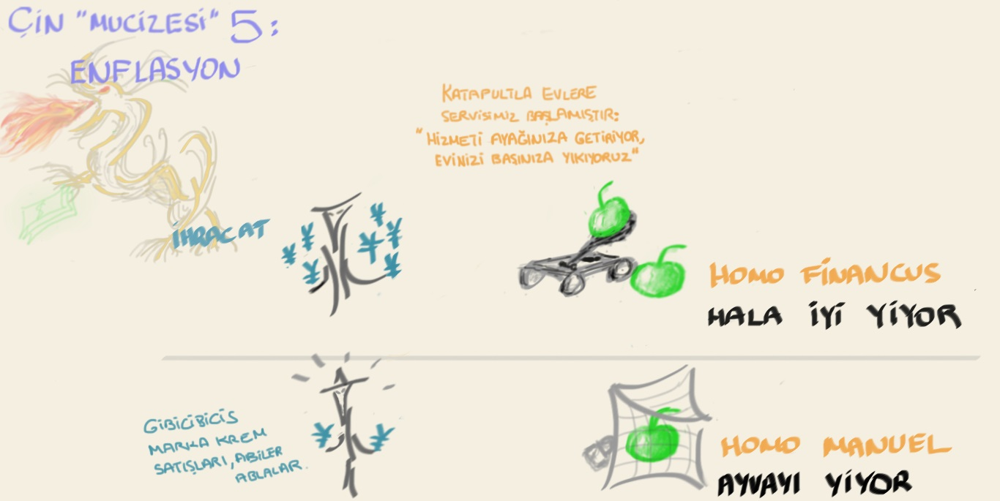 ÇİN "MUCİZESİ" 5:
ENFLASYON
KATAPULTLA EVLERE
SERVİSİMİZ BAŞLAMIŞTIR:
"HİZMETİ AYAĞINIZA GETİRİYOR,
EVİNİZİ BAŞINIZA YIKIYORUZ"
İHRACAT
¥ ¥ ¥ ¥ ¥ ¥ ¥
HOMO FİNANCUS
HALA İYİ YİYOR
GİBİCİBİCİS
MARKA KREM
SATIŞLARI, ABİLER
ABLALAR.
¥ ¥
HOMO MANUEL
AYVAYI YİYOR